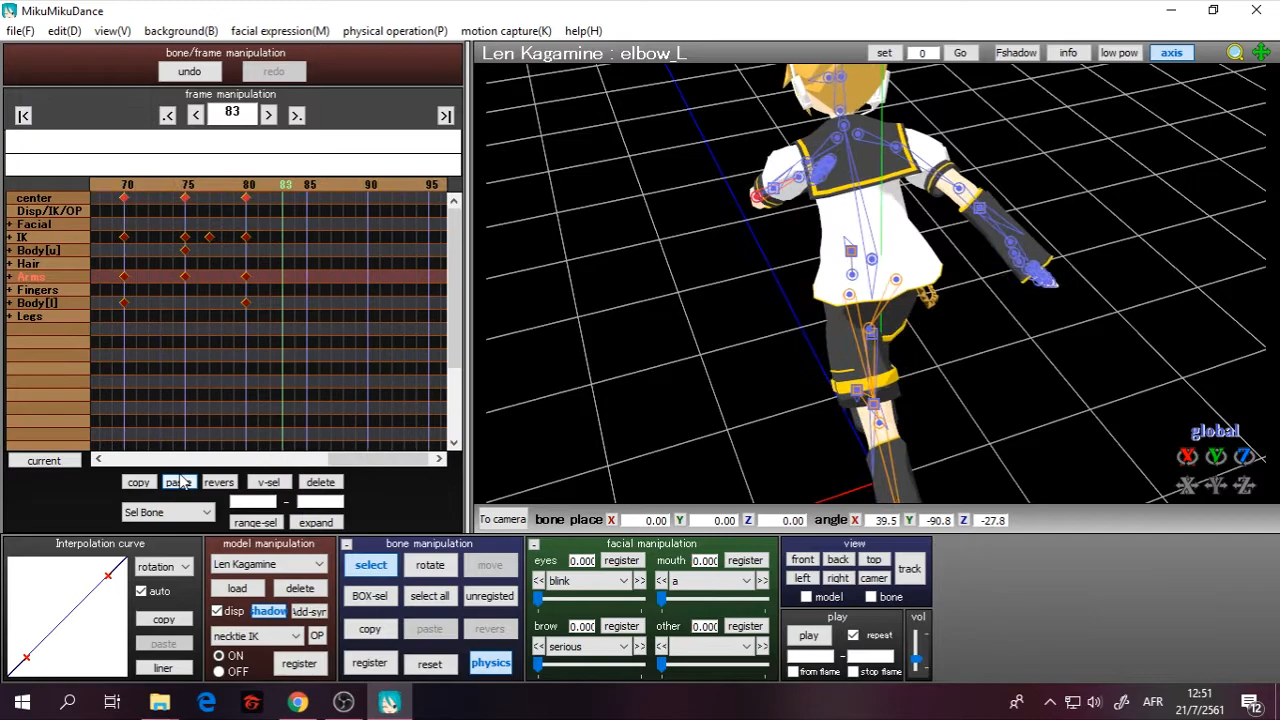 MikuMikuDance
file(F) edit(D) view(V) background(B) facial expression(M) physical operation(P) motion capture(K) help(H)
bone/frame manipulation
undo redo
frame manipulation
|< .< < 83 > >. >|
70 75 80 83 85 90 95
center
Disp/IK/OP
+ Facial
+ IK
+ Body[u]
+ Hair
+ Arms
+ Fingers
+ Body[l]
+ Legs
current < >
copy revers v-sel delete
Sel Bone -
range-sel expand
Len Kagamine : elbow_L
set 0 Go Fshadow info low pow axis
global
X Y Z
X Y Z
To camera bone place X 0.00 Y 0.00 Z 0.00 angle X 39.5 Y -90.8 Z -27.8
Interpolation curve
rotation
auto
copy
paste
liner
model manipulation
Len Kagamine
load delete
disp shadow Add-syn
necktie IK OP
ON
OFF
register
- bone manipulation
select rotate move
BOX-sel select all unregisted
copy paste revers
register reset physics
- facial manipulation
eyes 0.000 register mouth 0.000 register
<< blink >> << a >>
brow 0.000 register other 0.000 register
<< serious >> << >>
view
front back top
left right camer
track
model bone
play
play repeat
-
from flame stop flame
vol
+
-
AFR
12:51
21/7/2561
12